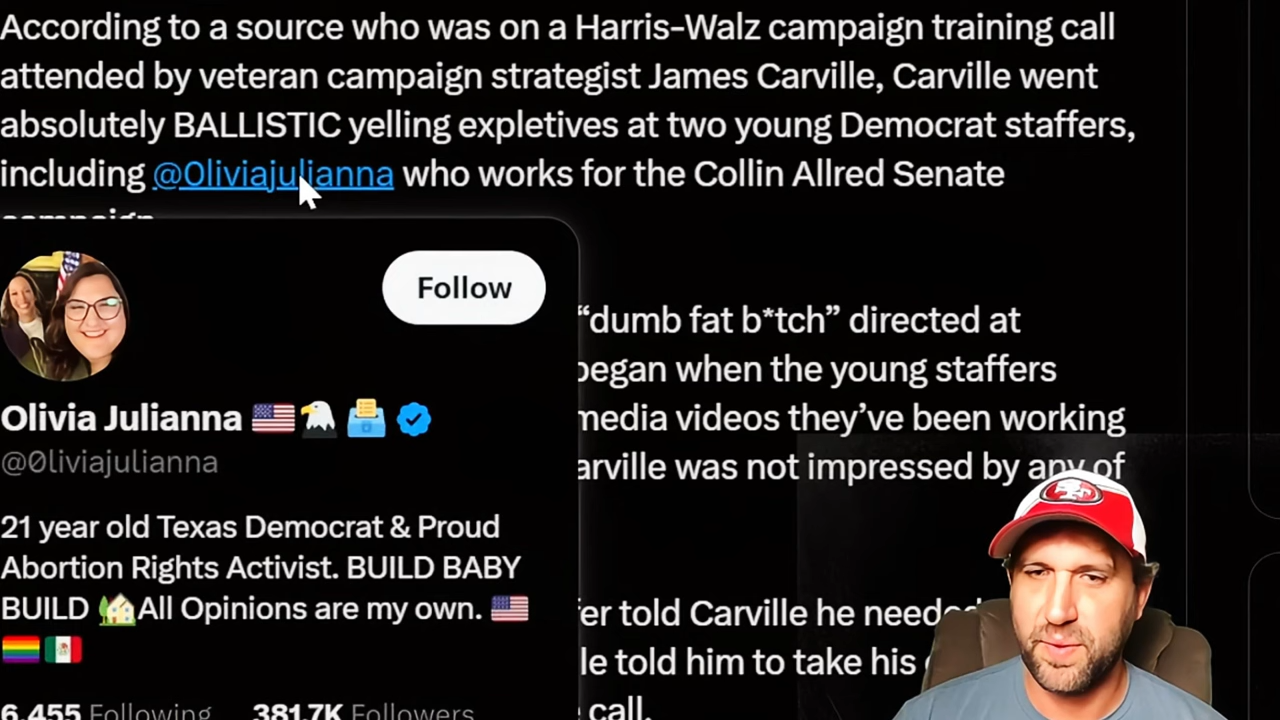 According to a source who was on a Harris-Walz campaign training call
attended by veteran campaign strategist James Carville, Carville went
absolutely BALLISTIC yelling expletives at two young Democrat staffers,
including @0liviajulianna who works for the Collin Allred Senate
campaign
Follow
“dumb fat b*tch” directed at
began when the young staffers
Olivia Julianna
media videos they’ve been working
@0liviajulianna
arville was not impressed by any of
21 year old Texas Democrat & Proud
Abortion Rights Activist. BUILD BABY
BUILD All Opinions are my own.
fer told Carville he needed
le told him to take his
6,455 Following 381.7K Followers
call.